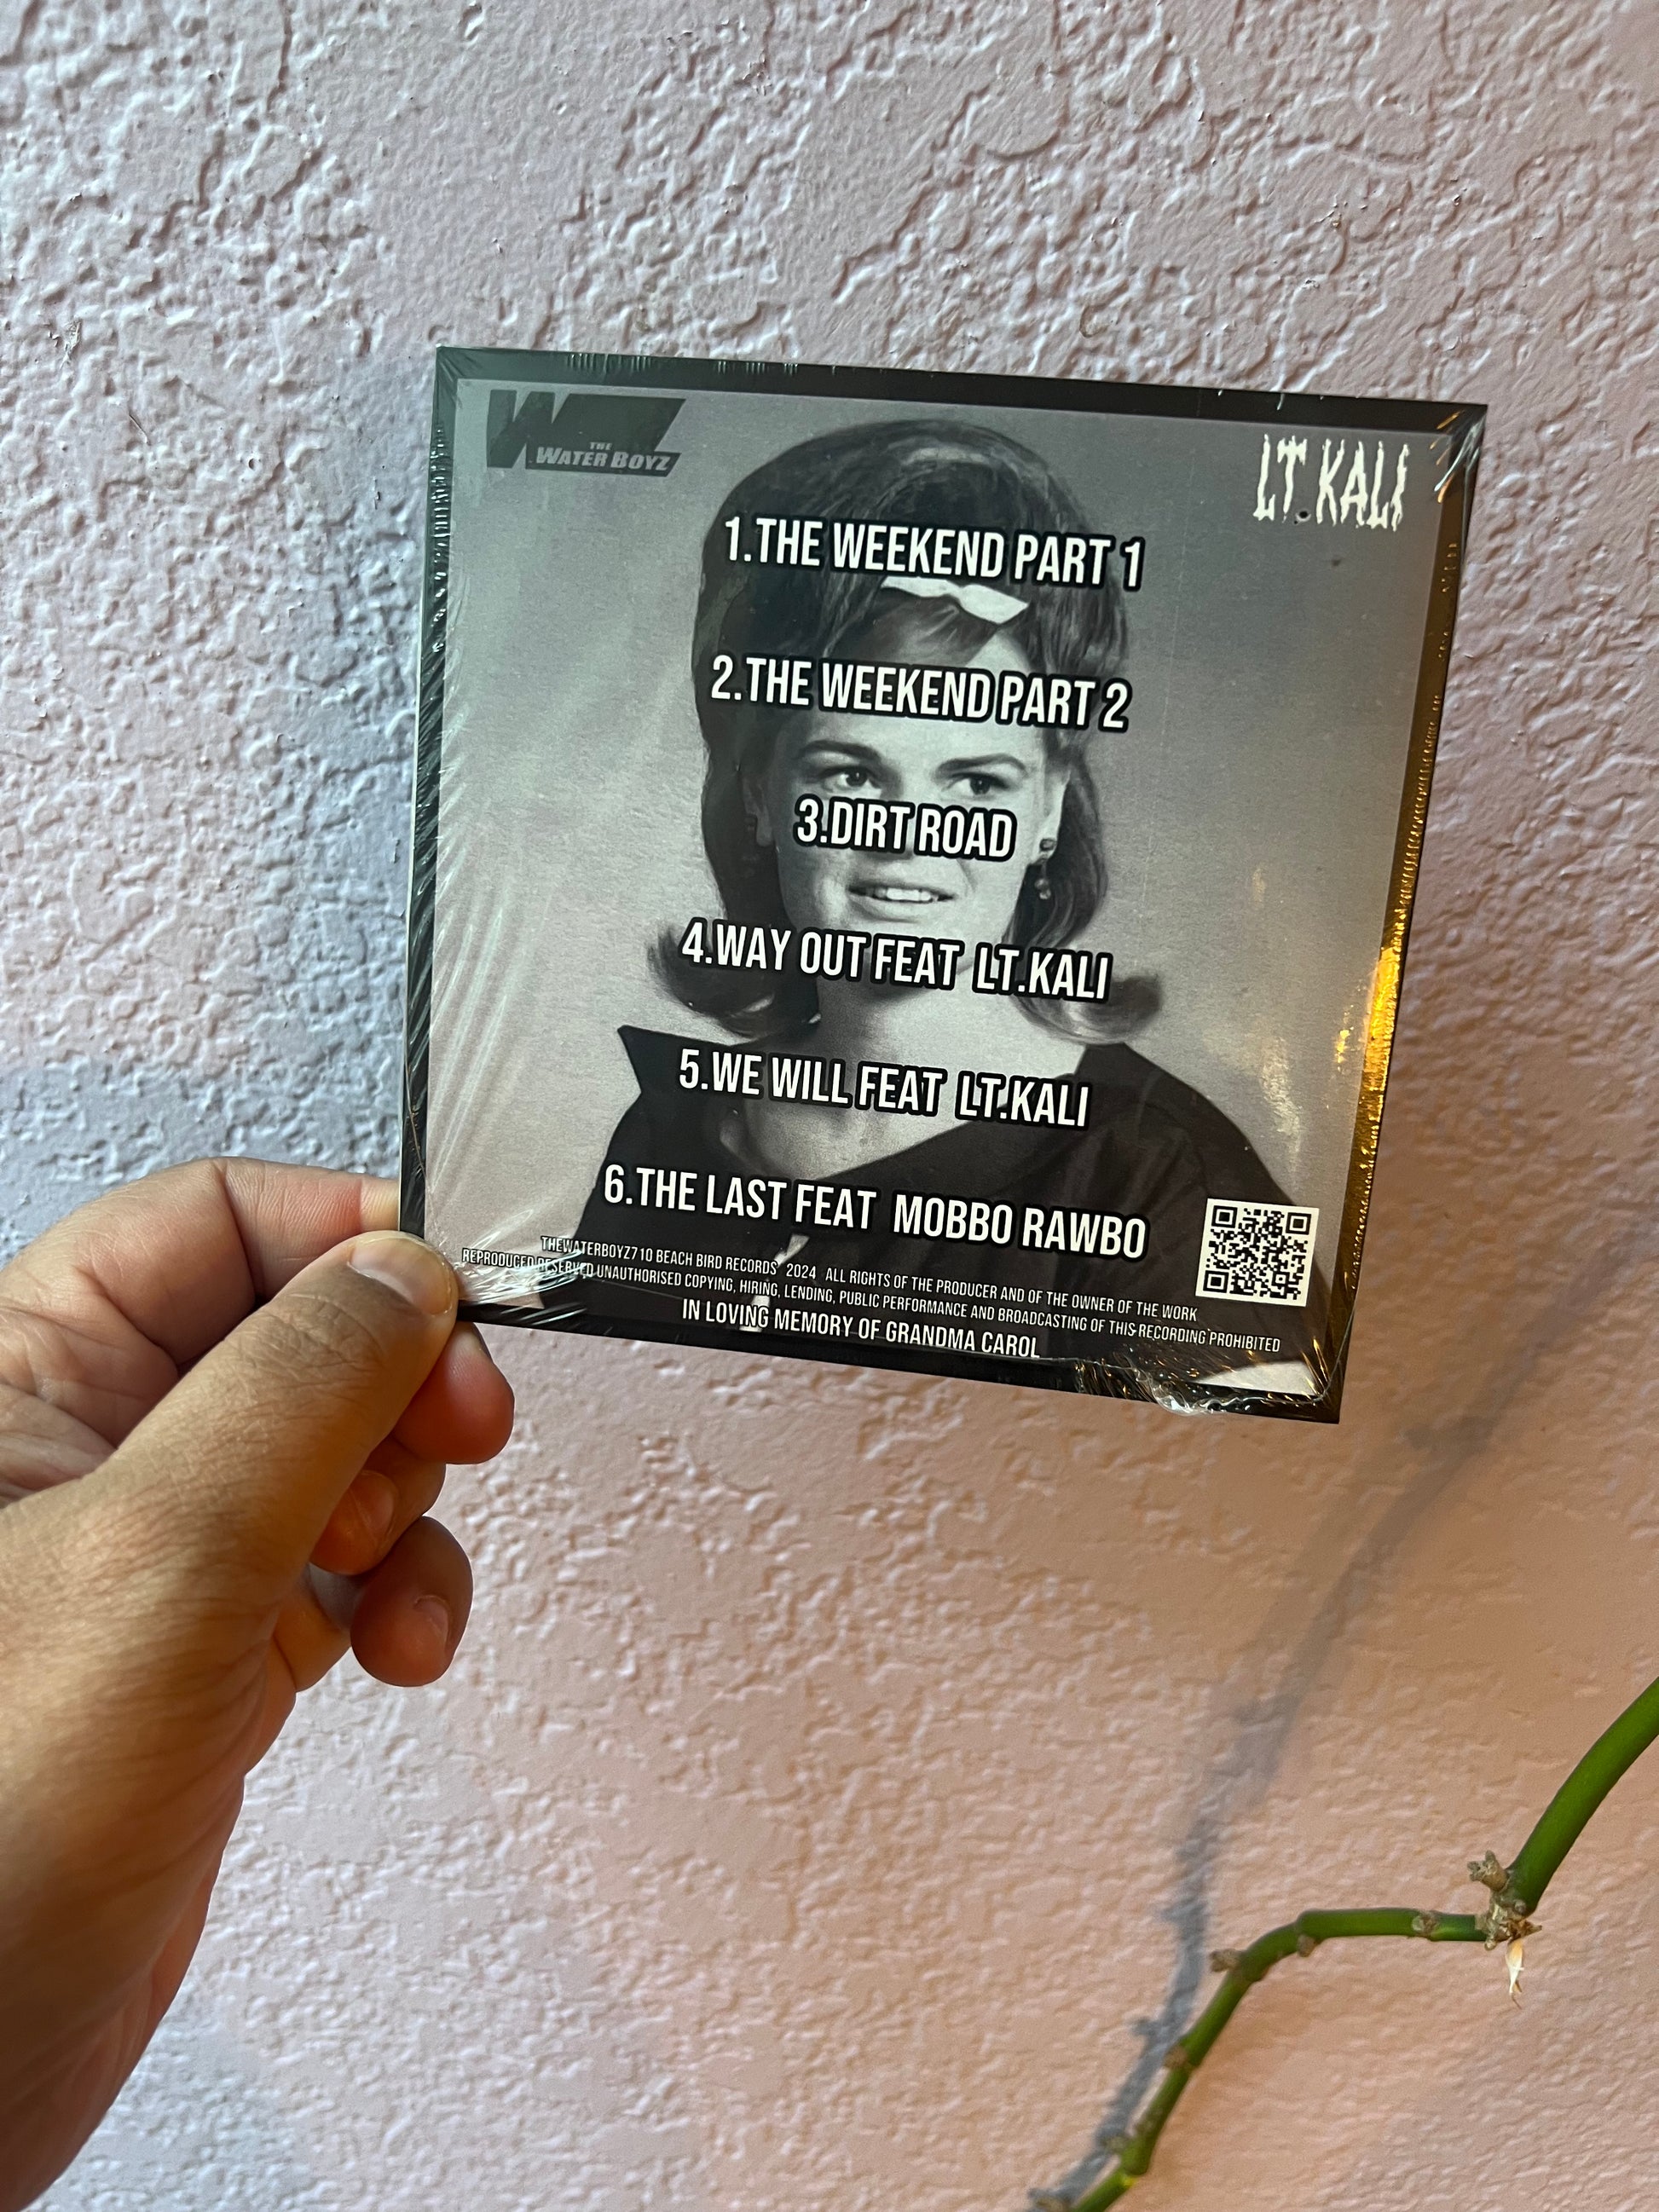 THE
WATER BOYZ
LT.KALI
1.THE WEEKEND PART 1
2.THE WEEKEND PART 2
3.DIRT ROAD
4.WAY OUT FEAT LT.KALI
5.WE WILL FEAT LT.KALI
6.THE LAST FEAT MOBBO RAWBO
THEWATERBOYZ710 BEACH BIRD RECORDS 2024 ALL RIGHTS OF THE PRODUCER AND OF THE OWNER OF THE WORK
REPRODUCED RESERVED UNAUTHORISED COPYING, HIRING, LENDING, PUBLIC PERFORMANCE AND BROADCASTING OF THIS RECORDING PROHIBITED
IN LOVING MEMORY OF GRANDMA CAROL